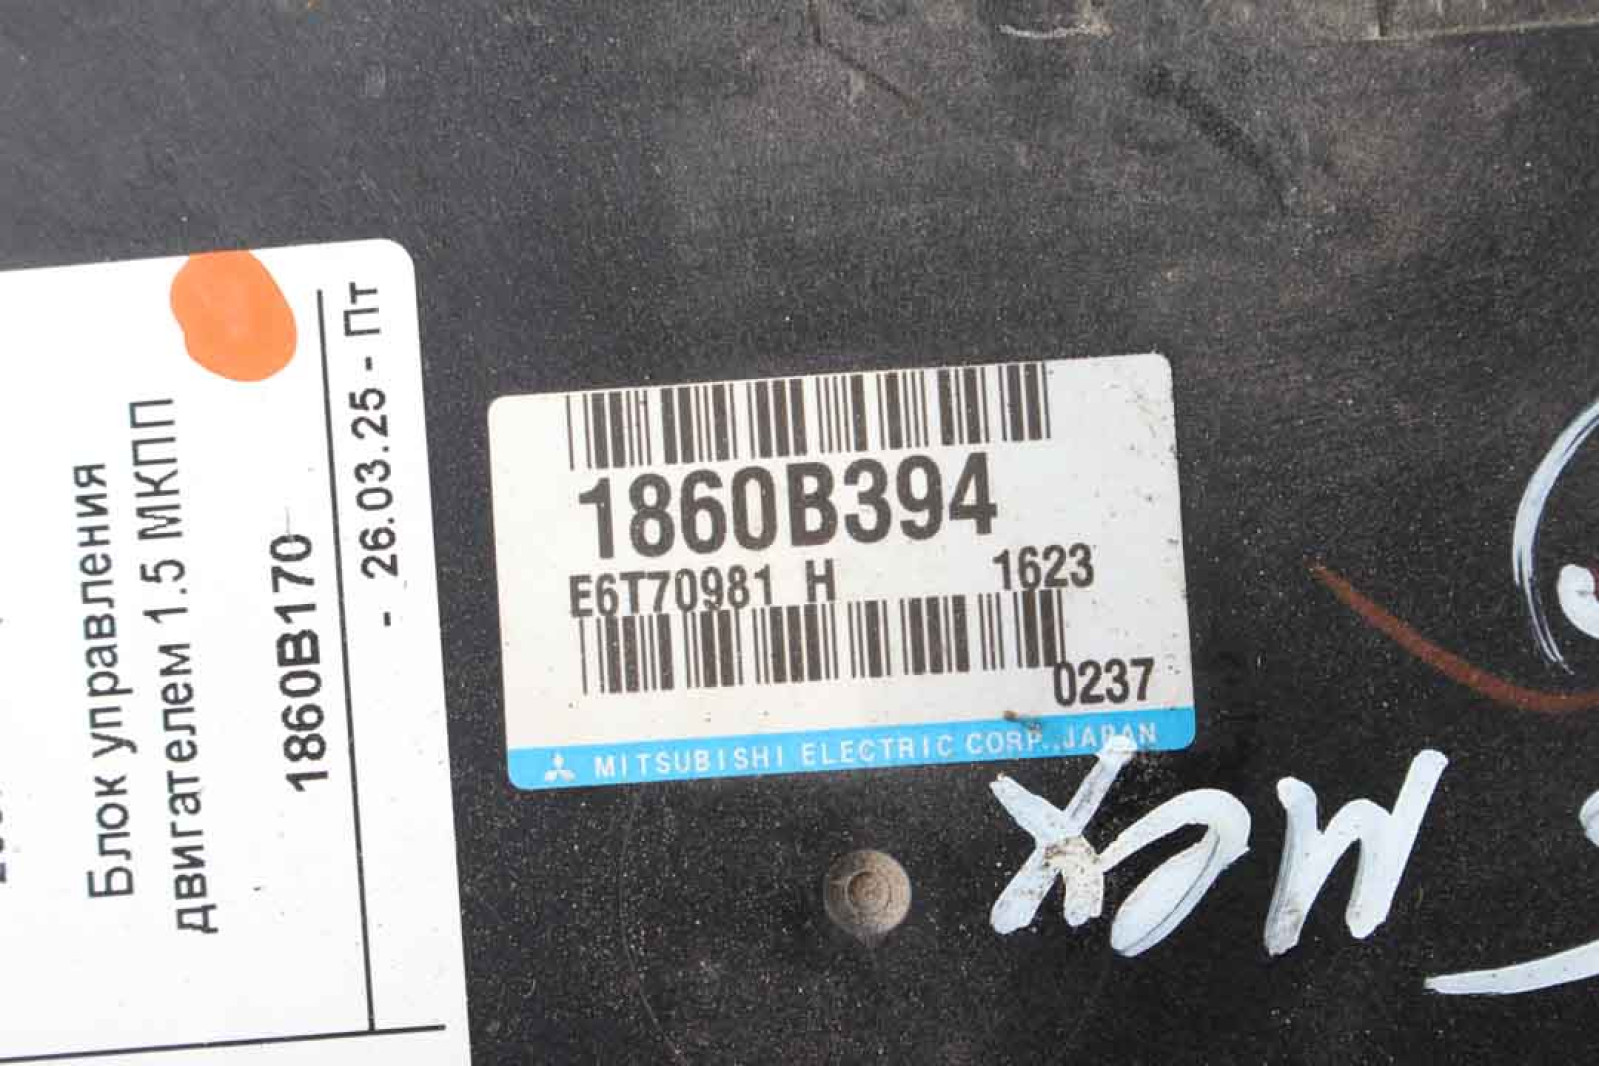 Блок управления
двигателем 1.5 МКПП
1860B170
- 26.03.25 - Пт
1860B394
E6T70981 H 1623
0237
MITSUBISHI ELECTRIC CORP., JAPAN